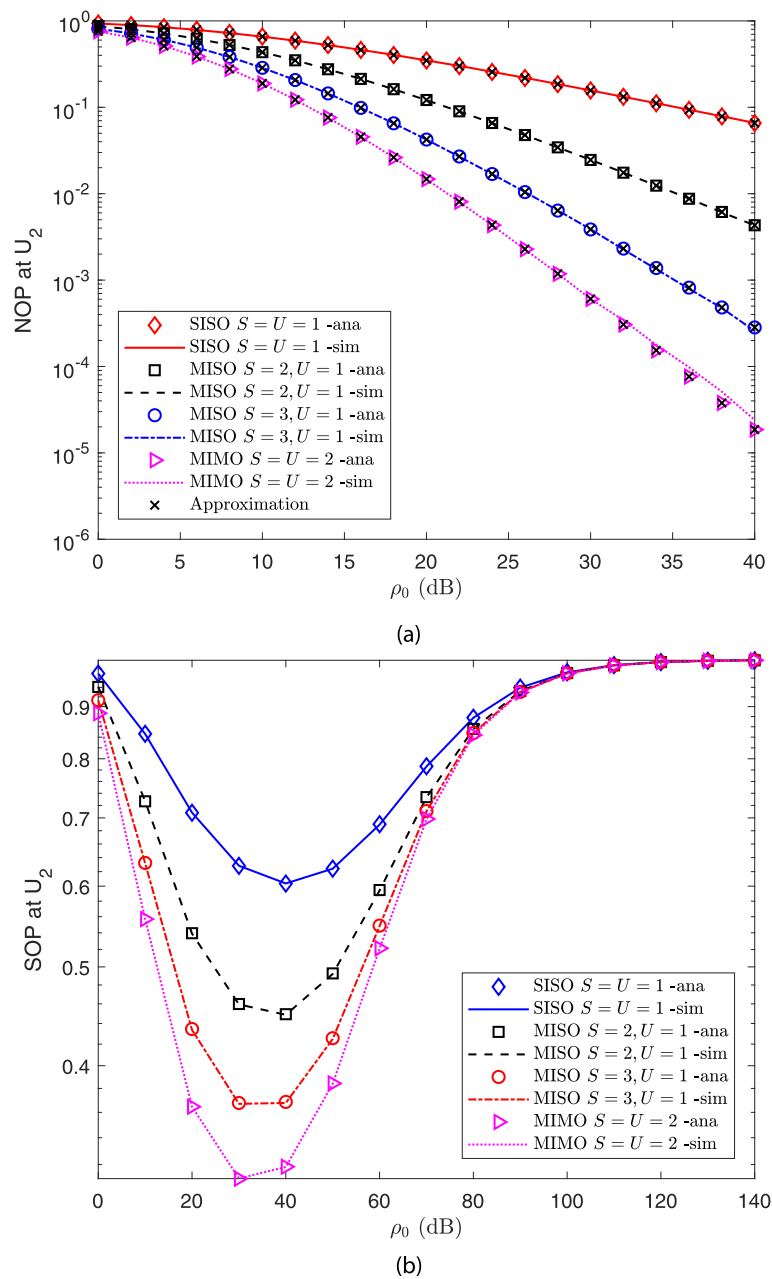 10^0
10^-1
10^-2
10^-3
10^-4
10^-5
10^-6
NOP at U_2
SISO S = U = 1 -ana
SISO S = U = 1 -sim
MISO S = 2, U = 1 -ana
MISO S = 2, U = 1 -sim
MISO S = 3, U = 1 -ana
MISO S = 3, U = 1 -sim
MIMO S = U = 2 -ana
MIMO S = U = 2 -sim
Approximation
0 5 10 15 20 25 30 35 40
ρ_0 (dB)
(a)
0.9
0.8
0.7
0.6
0.5
0.4
SOP at U_2
SISO S = U = 1 -ana
SISO S = U = 1 -sim
MISO S = 2, U = 1 -ana
MISO S = 2, U = 1 -sim
MISO S = 3, U = 1 -ana
MISO S = 3, U = 1 -sim
MIMO S = U = 2 -ana
MIMO S = U = 2 -sim
0 20 40 60 80 100 120 140
ρ_0 (dB)
(b)